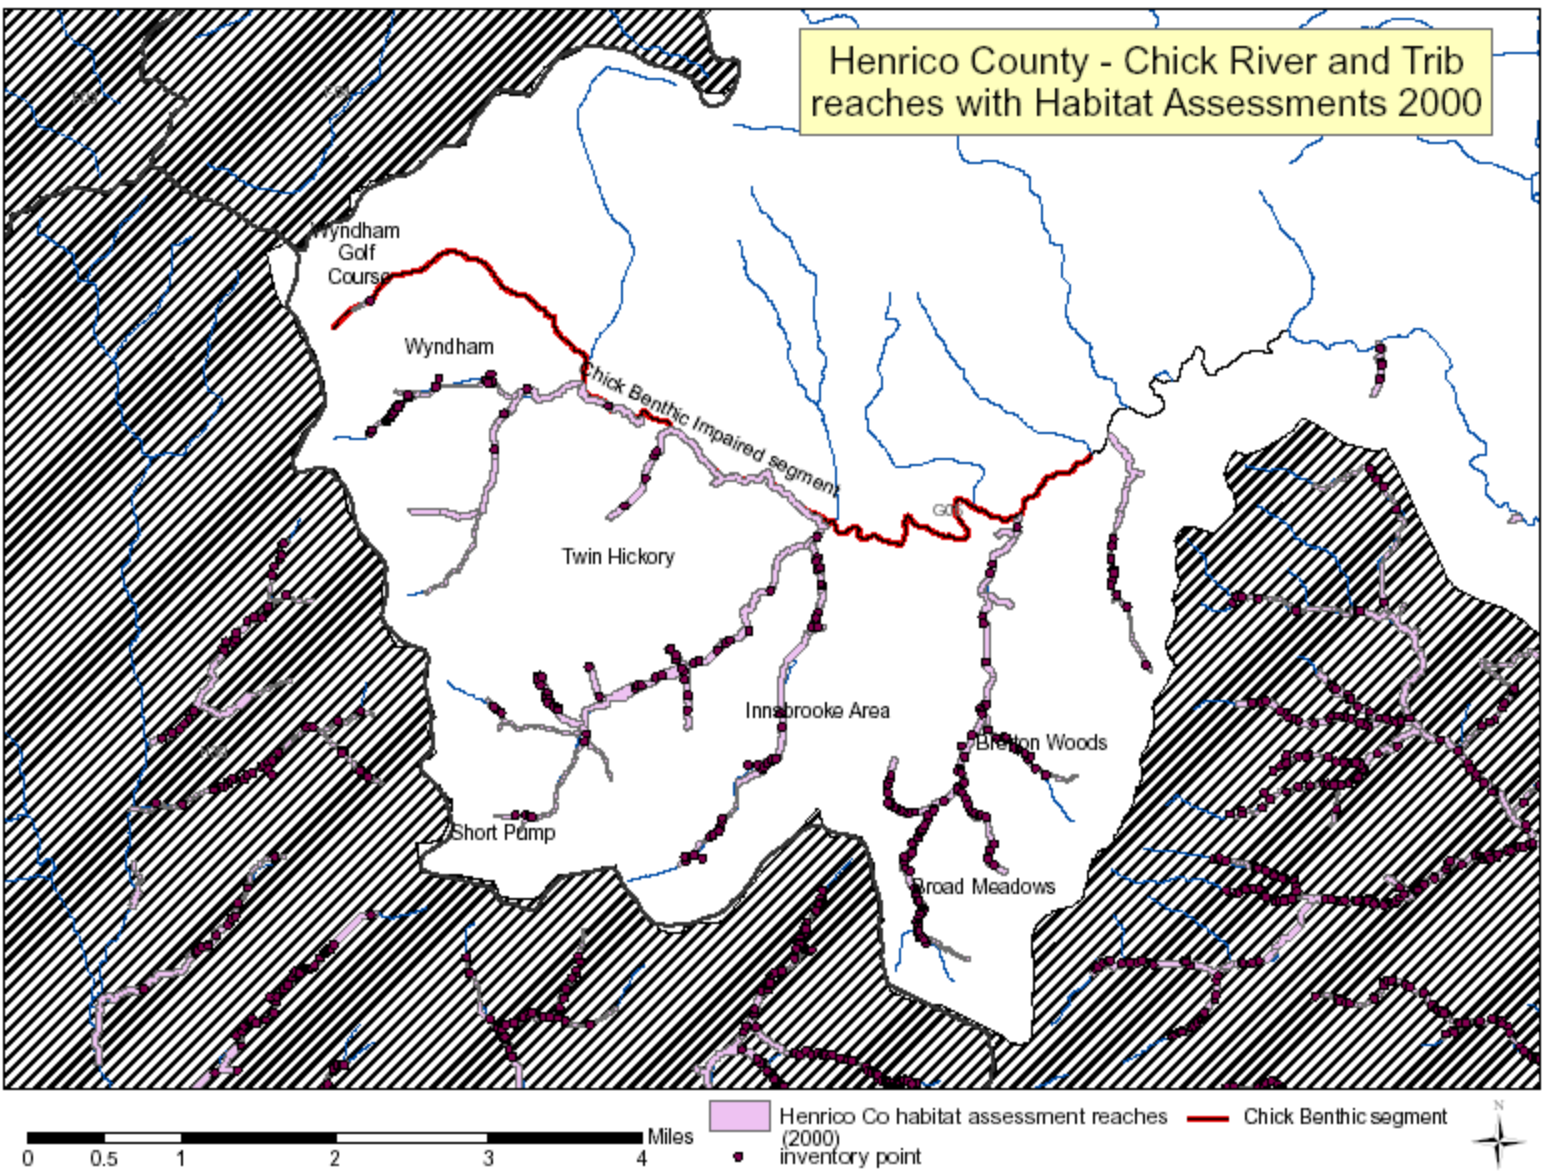 Henrico County - Chick River and Trib
reaches with Habitat Assessments 2000
Wyndham
Golf
Course
Wyndham
Chick Benthic Impaired segment
Twin Hickory
Innsbrooke Area
Bretton Woods
Short Pump
Broad Meadows
Miles
0 0.5 1 2 3 4
Henrico Co habitat assessment reaches
(2000)
inventory point
Chick Benthic segment
N